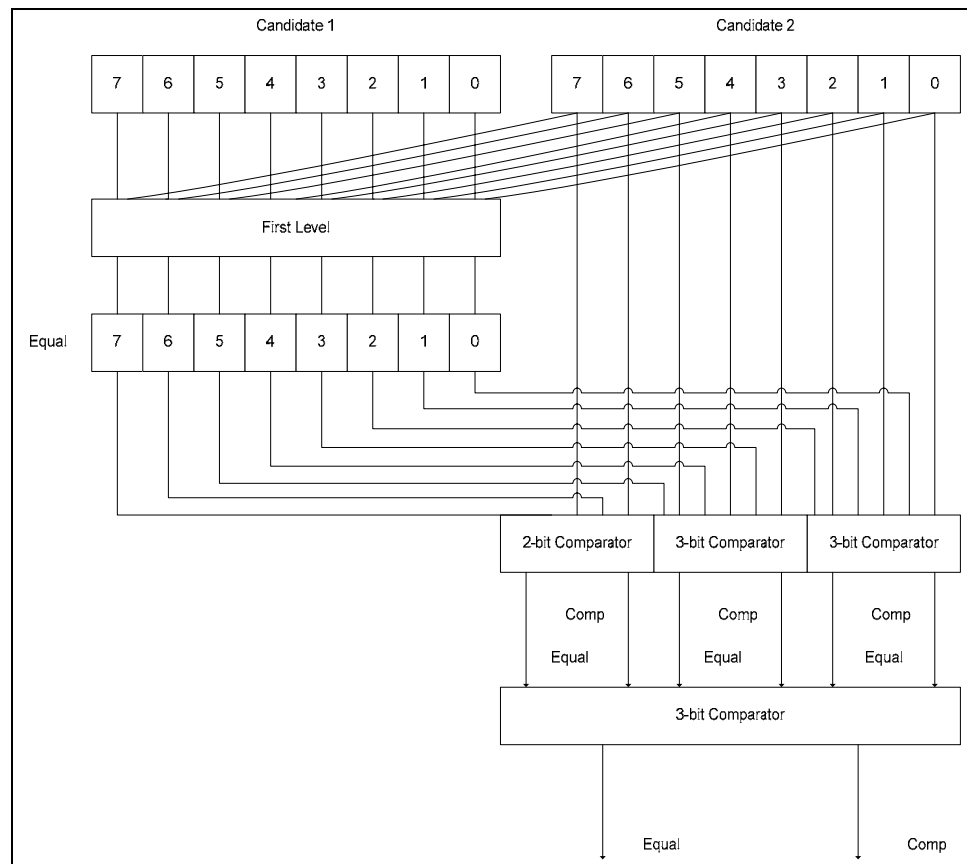 Candidate 1 Candidate 2
7 6 5 4 3 2 1 0 7 6 5 4 3 2 1 0
First Level
Equal 7 6 5 4 3 2 1 0
2-bit Comparator 3-bit Comparator 3-bit Comparator
Comp Comp Comp
Equal Equal Equal
3-bit Comparator
Equal Comp